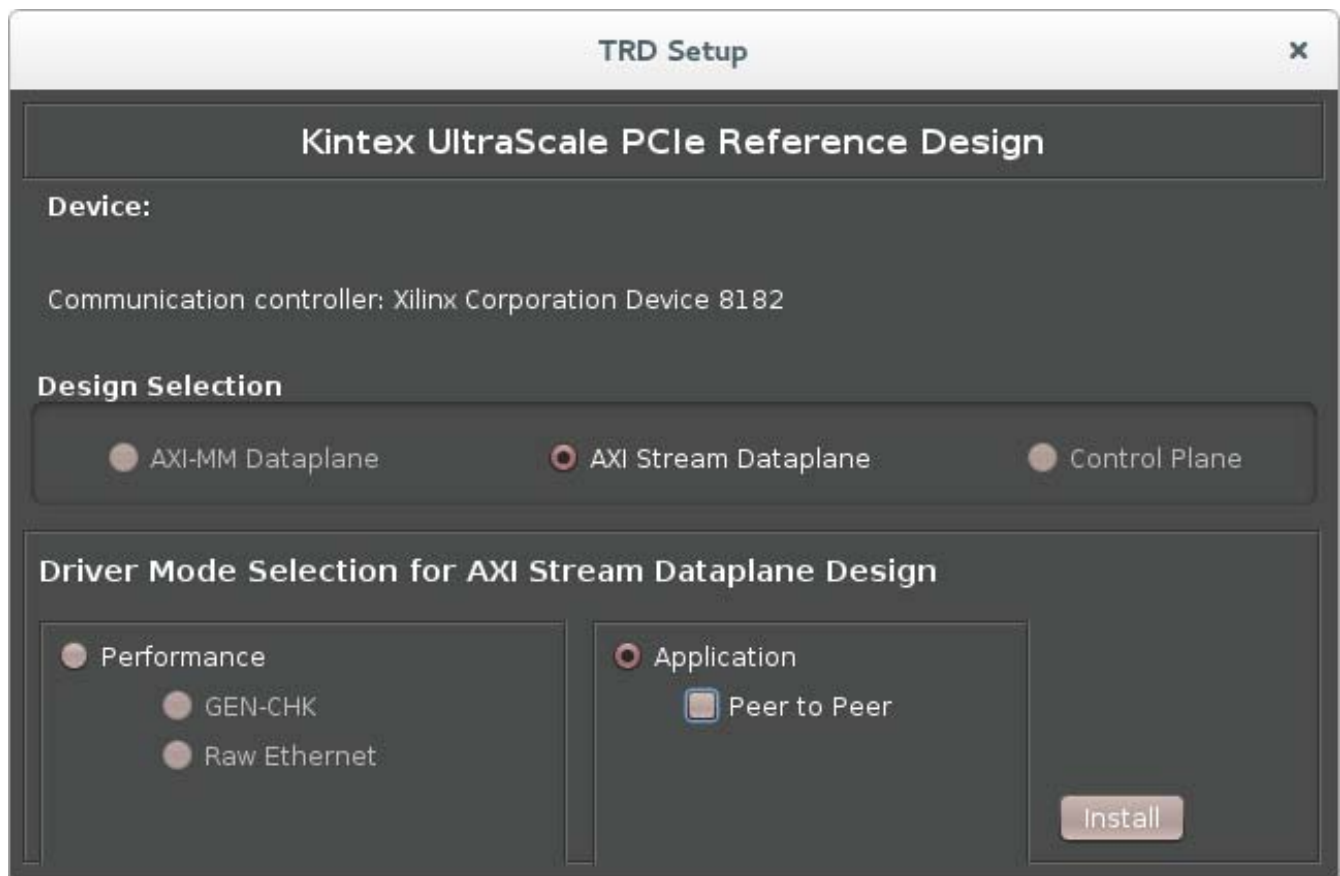 TRD Setup
Kintex UltraScale PCIe Reference Design
Device:
Communication controller: Xilinx Corporation Device 8182
Design Selection
AXI-MM Dataplane AXI Stream Dataplane Control Plane
Driver Mode Selection for AXI Stream Dataplane Design
Performance
GEN-CHK
Raw Ethernet
Application
Peer to Peer
Install